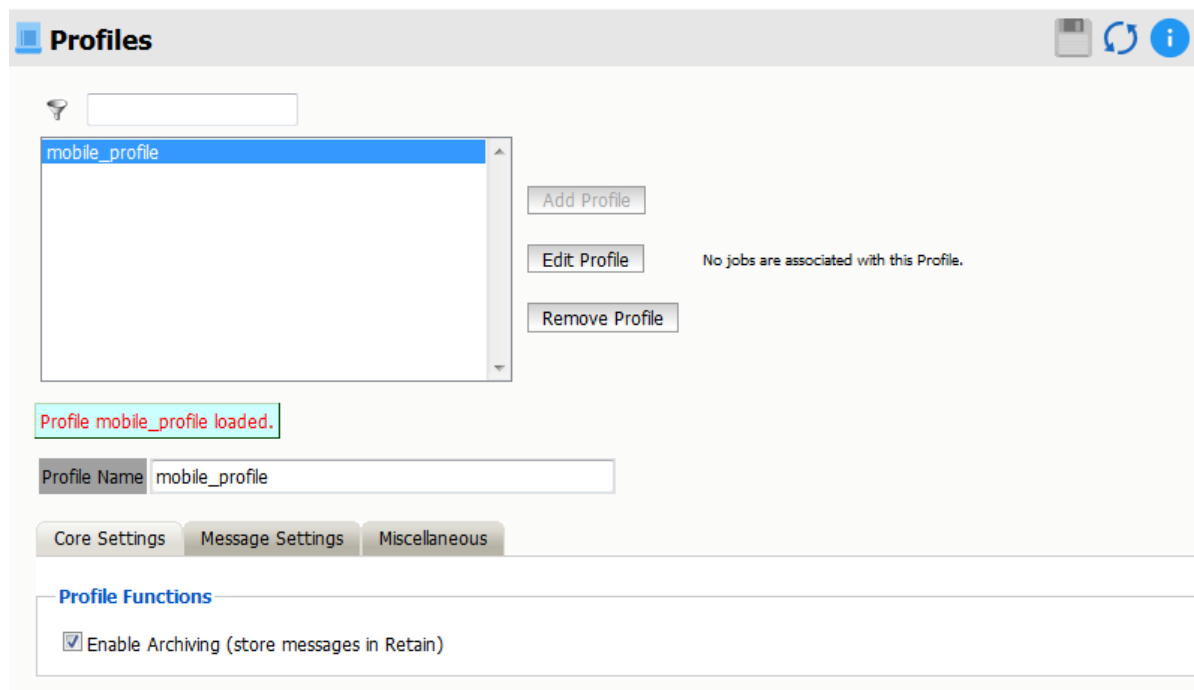 Profiles
mobile_profile
Add Profile
Edit Profile
No jobs are associated with this Profile.
Remove Profile
Profile mobile_profile loaded.
Profile Name mobile_profile
Core Settings Message Settings Miscellaneous
Profile Functions
Enable Archiving (store messages in Retain)